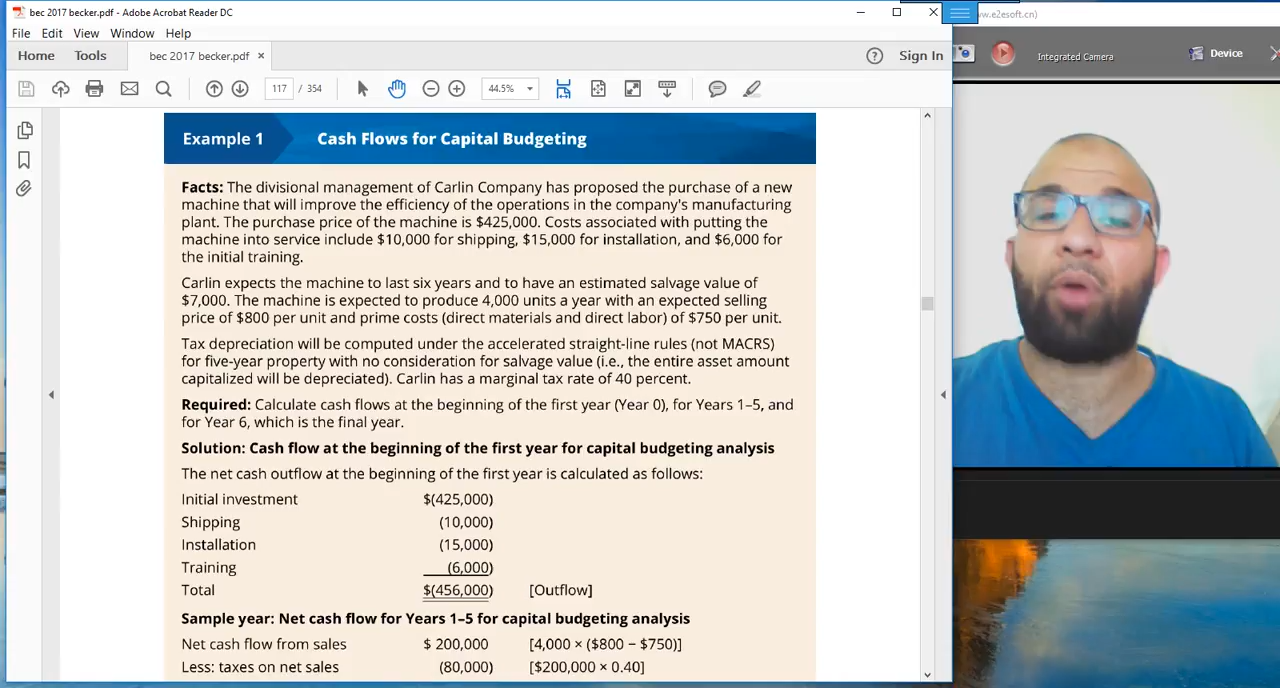 bec 2017 becker.pdf - Adobe Acrobat Reader DC
File Edit View Window Help
Home Tools bec 2017 becker.pdf × Sign In
117 / 354 44.5%
www.e2esoft.cn)
Integrated Camera Device
Example 1 Cash Flows for Capital Budgeting
Facts: The divisional management of Carlin Company has proposed the purchase of a new
machine that will improve the efficiency of the operations in the company's manufacturing
plant. The purchase price of the machine is $425,000. Costs associated with putting the
machine into service include $10,000 for shipping, $15,000 for installation, and $6,000 for
the initial training.
Carlin expects the machine to last six years and to have an estimated salvage value of
$7,000. The machine is expected to produce 4,000 units a year with an expected selling
price of $800 per unit and prime costs (direct materials and direct labor) of $750 per unit.
Tax depreciation will be computed under the accelerated straight-line rules (not MACRS)
for five-year property with no consideration for salvage value (i.e., the entire asset amount
capitalized will be depreciated). Carlin has a marginal tax rate of 40 percent.
Required: Calculate cash flows at the beginning of the first year (Year 0), for Years 1–5, and
for Year 6, which is the final year.
Solution: Cash flow at the beginning of the first year for capital budgeting analysis
The net cash outflow at the beginning of the first year is calculated as follows:
Initial investment $(425,000)
Shipping (10,000)
Installation (15,000)
Training (6,000)
Total $(456,000) [Outflow]
Sample year: Net cash flow for Years 1–5 for capital budgeting analysis
Net cash flow from sales $ 200,000 [4,000 × ($800 − $750)]
Less: taxes on net sales (80,000) [$200,000 × 0.40]